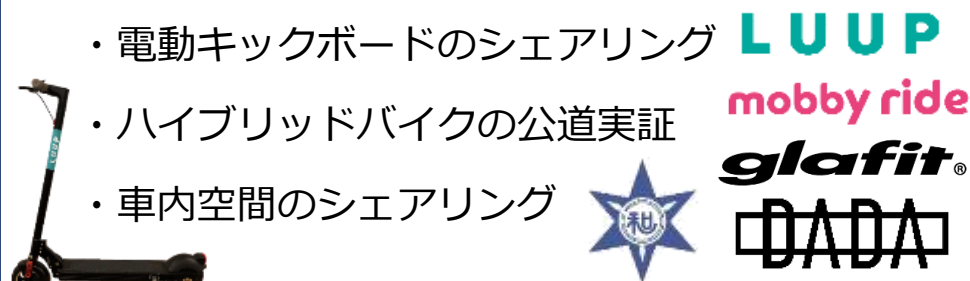 ・電動キックボードのシェアリング
LUUP
mobby ride
・ハイブリッドバイクの公道実証
glafit®
・車内空間のシェアリング
DADA
LUUP